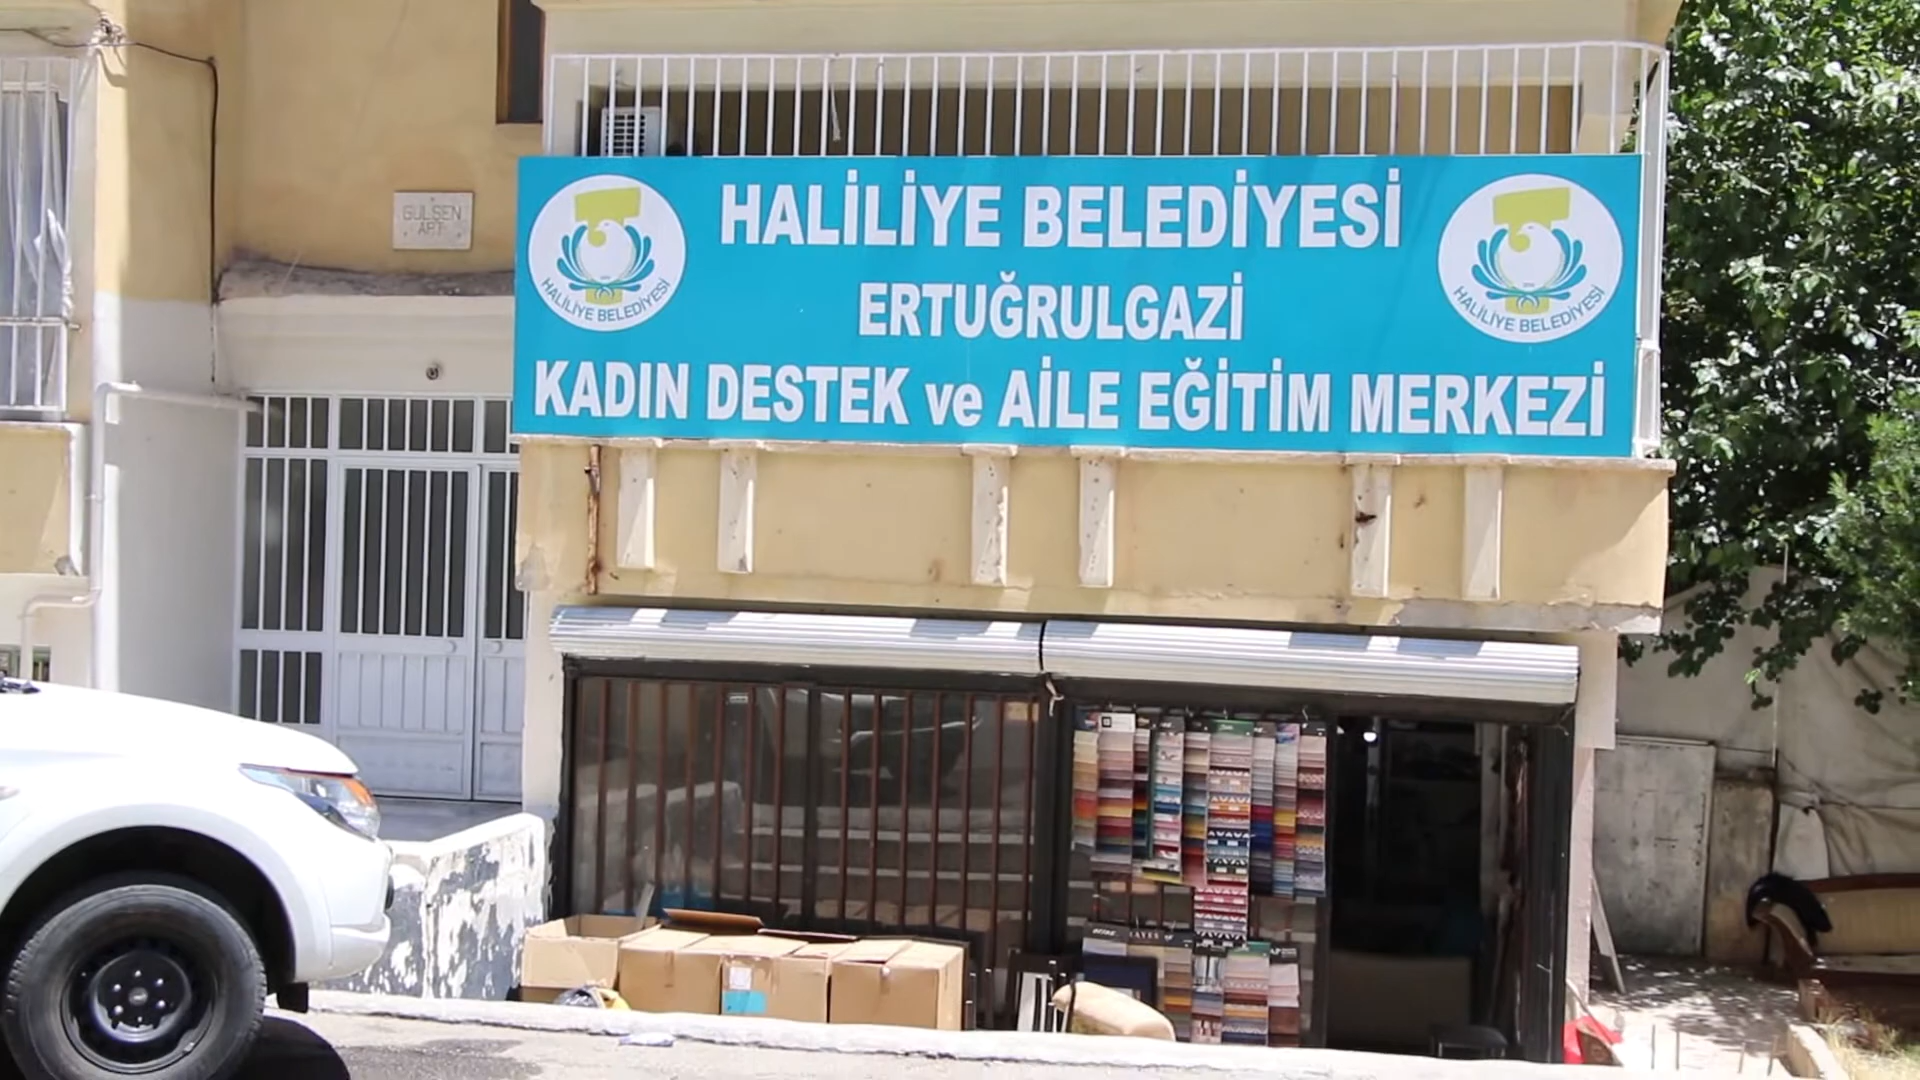 GÜLŞEN
APT
HALİLİYE BELEDİYESİ
ERTUĞRULGAZİ
KADIN DESTEK ve AİLE EĞİTİM MERKEZİ
HALİLİYE BELEDİYESİ
HALİLİYE BELEDİYESİ